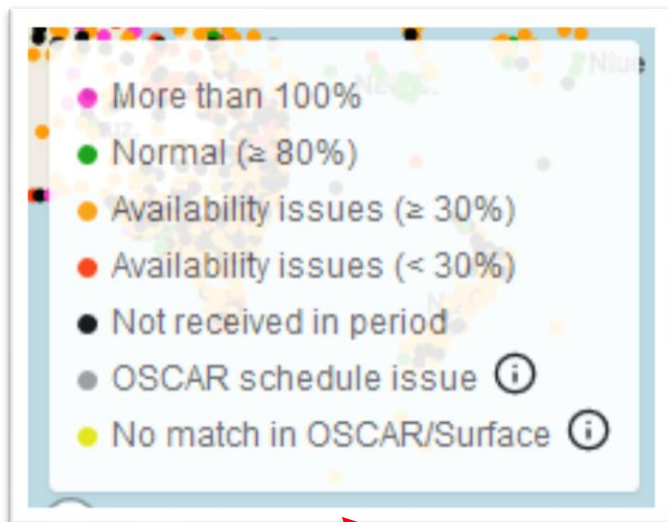 Niue
More than 100%
Normal (≥ 80%)
Availability issues (≥ 30%)
Availability issues (< 30%)
Not received in period
OSCAR schedule issue
No match in OSCAR/Surface